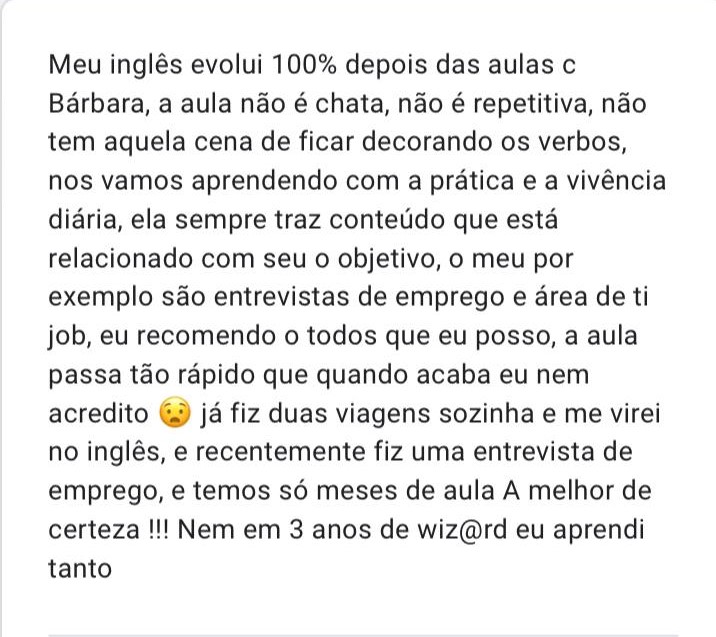 Meu inglês evolui 100% depois das aulas c
Bárbara, a aula não é chata, não é repetitiva, não
tem aquela cena de ficar decorando os verbos,
nos vamos aprendendo com a prática e a vivência
diária, ela sempre traz conteúdo que está
relacionado com seu o objetivo, o meu por
exemplo são entrevistas de emprego e área de ti
job, eu recomendo o todos que eu posso, a aula
passa tão rápido que quando acaba eu nem
acredito 😧 já fiz duas viagens sozinha e me virei
no inglês, e recentemente fiz uma entrevista de
emprego, e temos só meses de aula A melhor de
certeza !!! Nem em 3 anos de wiz@rd eu aprendi
tanto